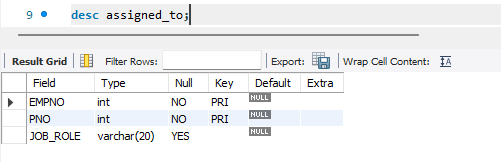 9 desc assigned_to;
Result Grid Filter Rows: Export: Wrap Cell Content: IA
Field Type Null Key Default Extra
EMPNO int NO PRI NULL
PNO int NO PRI NULL
JOB_ROLE varchar(20) YES NULL